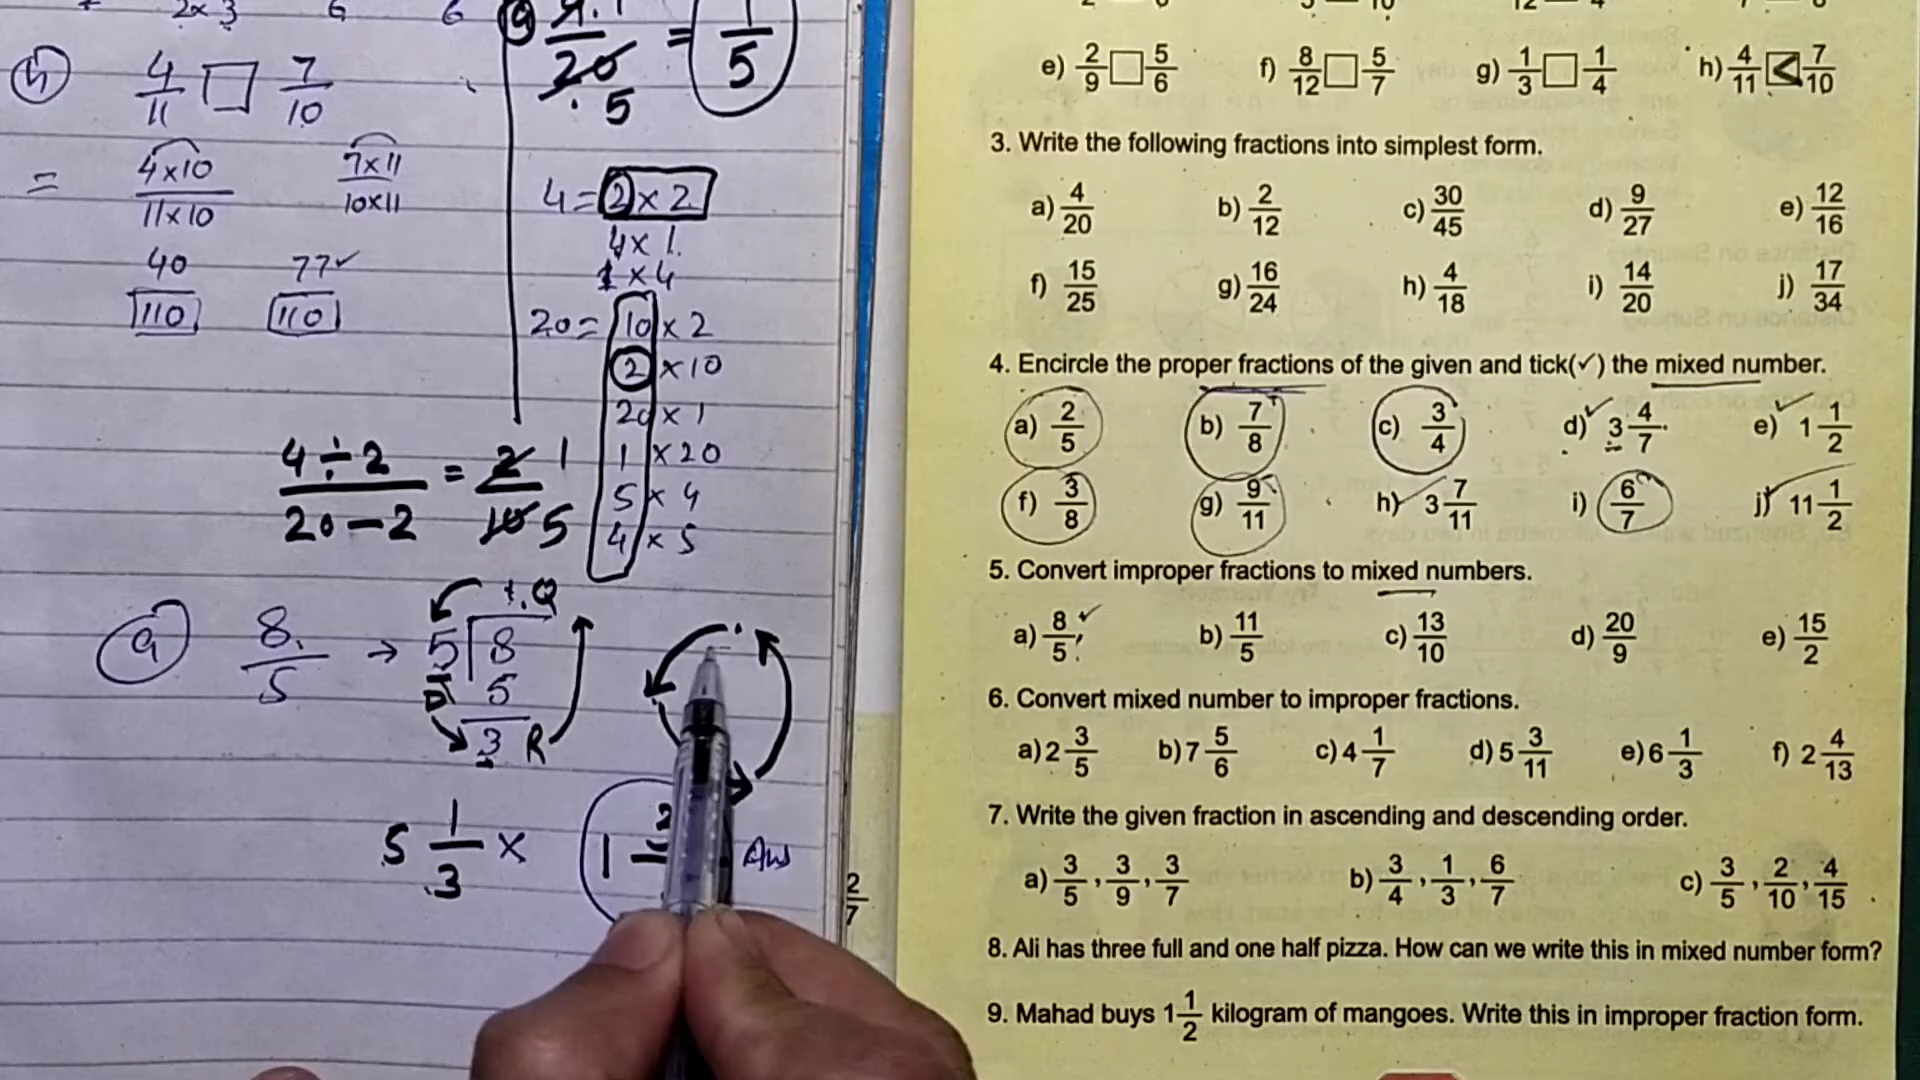 2x3 6 6
h 4/11 □ 7/10
= 4x10/11x10 7x11/10x11
40/110 77/110 ✓
/20 5 = 1/5
4 = 2 x 2
4 x 1.
1 x 4
20 = 10 x 2
2 x 10
20 x 1
1 x 20
5 x 4
4 x 5
4 ÷ 2 / 20 – 2 = 2 1 / 10 5
a 8/5 → 5 8 Q
D 5
3 R
5 1/3 x 1 Ans
2/7
e) 2/9 □ 5/6 f) 8/12 □ 5/7 g) 1/3 □ 1/4 h) 4/11 < 7/10
3. Write the following fractions into simplest form.
a) 4/20 b) 2/12 c) 30/45 d) 9/27 e) 12/16
f) 15/25 g) 16/24 h) 4/18 i) 14/20 j) 17/34
4. Encircle the proper fractions of the given and tick(✓) the mixed number.
a) 2/5 b) 7/8 c) 3/4 d) ✓ 3 4/7 e) ✓ 1 1/2
f) 3/8 g) 9/11 h) ✓ 3 7/11 i) 6/7 j) ✓ 11 1/2
5. Convert improper fractions to mixed numbers.
a) 8/5 ✓ b) 11/5 c) 13/10 d) 20/9 e) 15/2
6. Convert mixed number to improper fractions.
a) 2 3/5 b) 7 5/6 c) 4 1/7 d) 5 3/11 e) 6 1/3 f) 2 4/13
7. Write the given fraction in ascending and descending order.
a) 3/5 , 3/9 , 3/7 b) 3/4 , 1/3 , 6/7 c) 3/5 , 2/10 , 4/15
8. Ali has three full and one half pizza. How can we write this in mixed number form?
9. Mahad buys 1 1/2 kilogram of mangoes. Write this in improper fraction form.